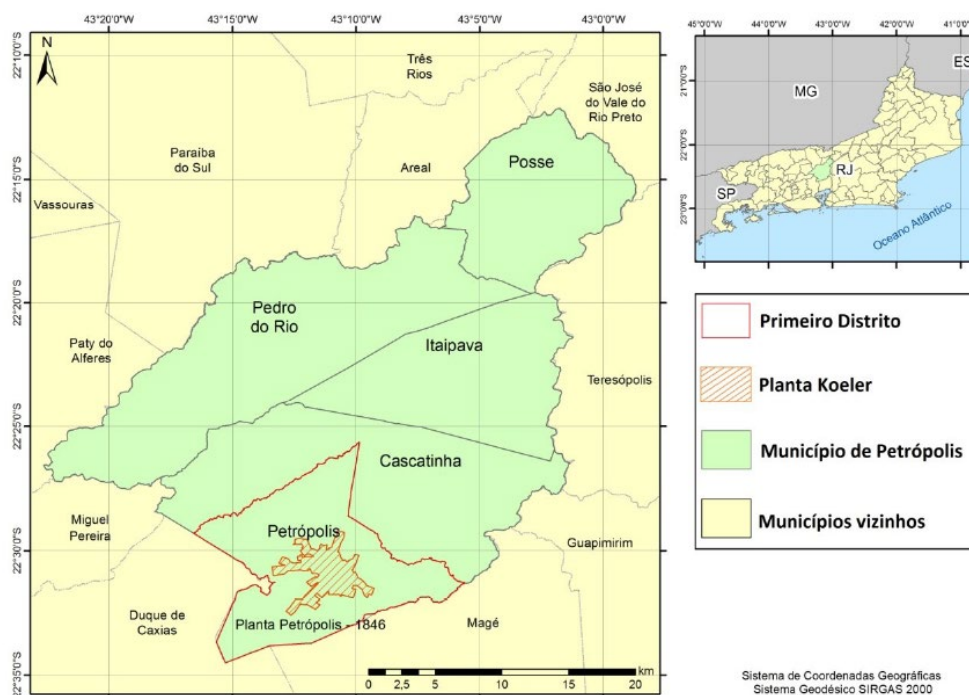 43°20'0"W
43°15'0"W
43°10'0"W
43°5'0"W
43°0'0"W
22°10'0"S
22°15'0"S
22°20'0"S
22°25'0"S
22°30'0"S
22°35'0"S
N
Três
Rios
São José
do Vale do
Rio Preto
Paraíba
do Sul
Areal
Posse
Vassouras
Pedro
do Rio
Itaipava
Paty do
Alferes
Teresópolis
Cascatinha
Miguel
Pereira
Petrópolis
Guapimirim
Duque de
Caxias
Planta Petrópolis - 1846
Magé
km
0 2,5 5 10 15 20
45°0'0"W
44°0'0"W
43°0'0"W
42°0'0"W
41°0'0
21°0'0"S
22°0'0"S
23°0'0"S
ES
MG
RJ
SP
Oceano Atlântico
Primeiro Distrito
Planta Koeler
Município de Petrópolis
Municípios vizinhos
Sistema de Coordenadas Geográficas
Sistema Geodésico SIRGAS 2000